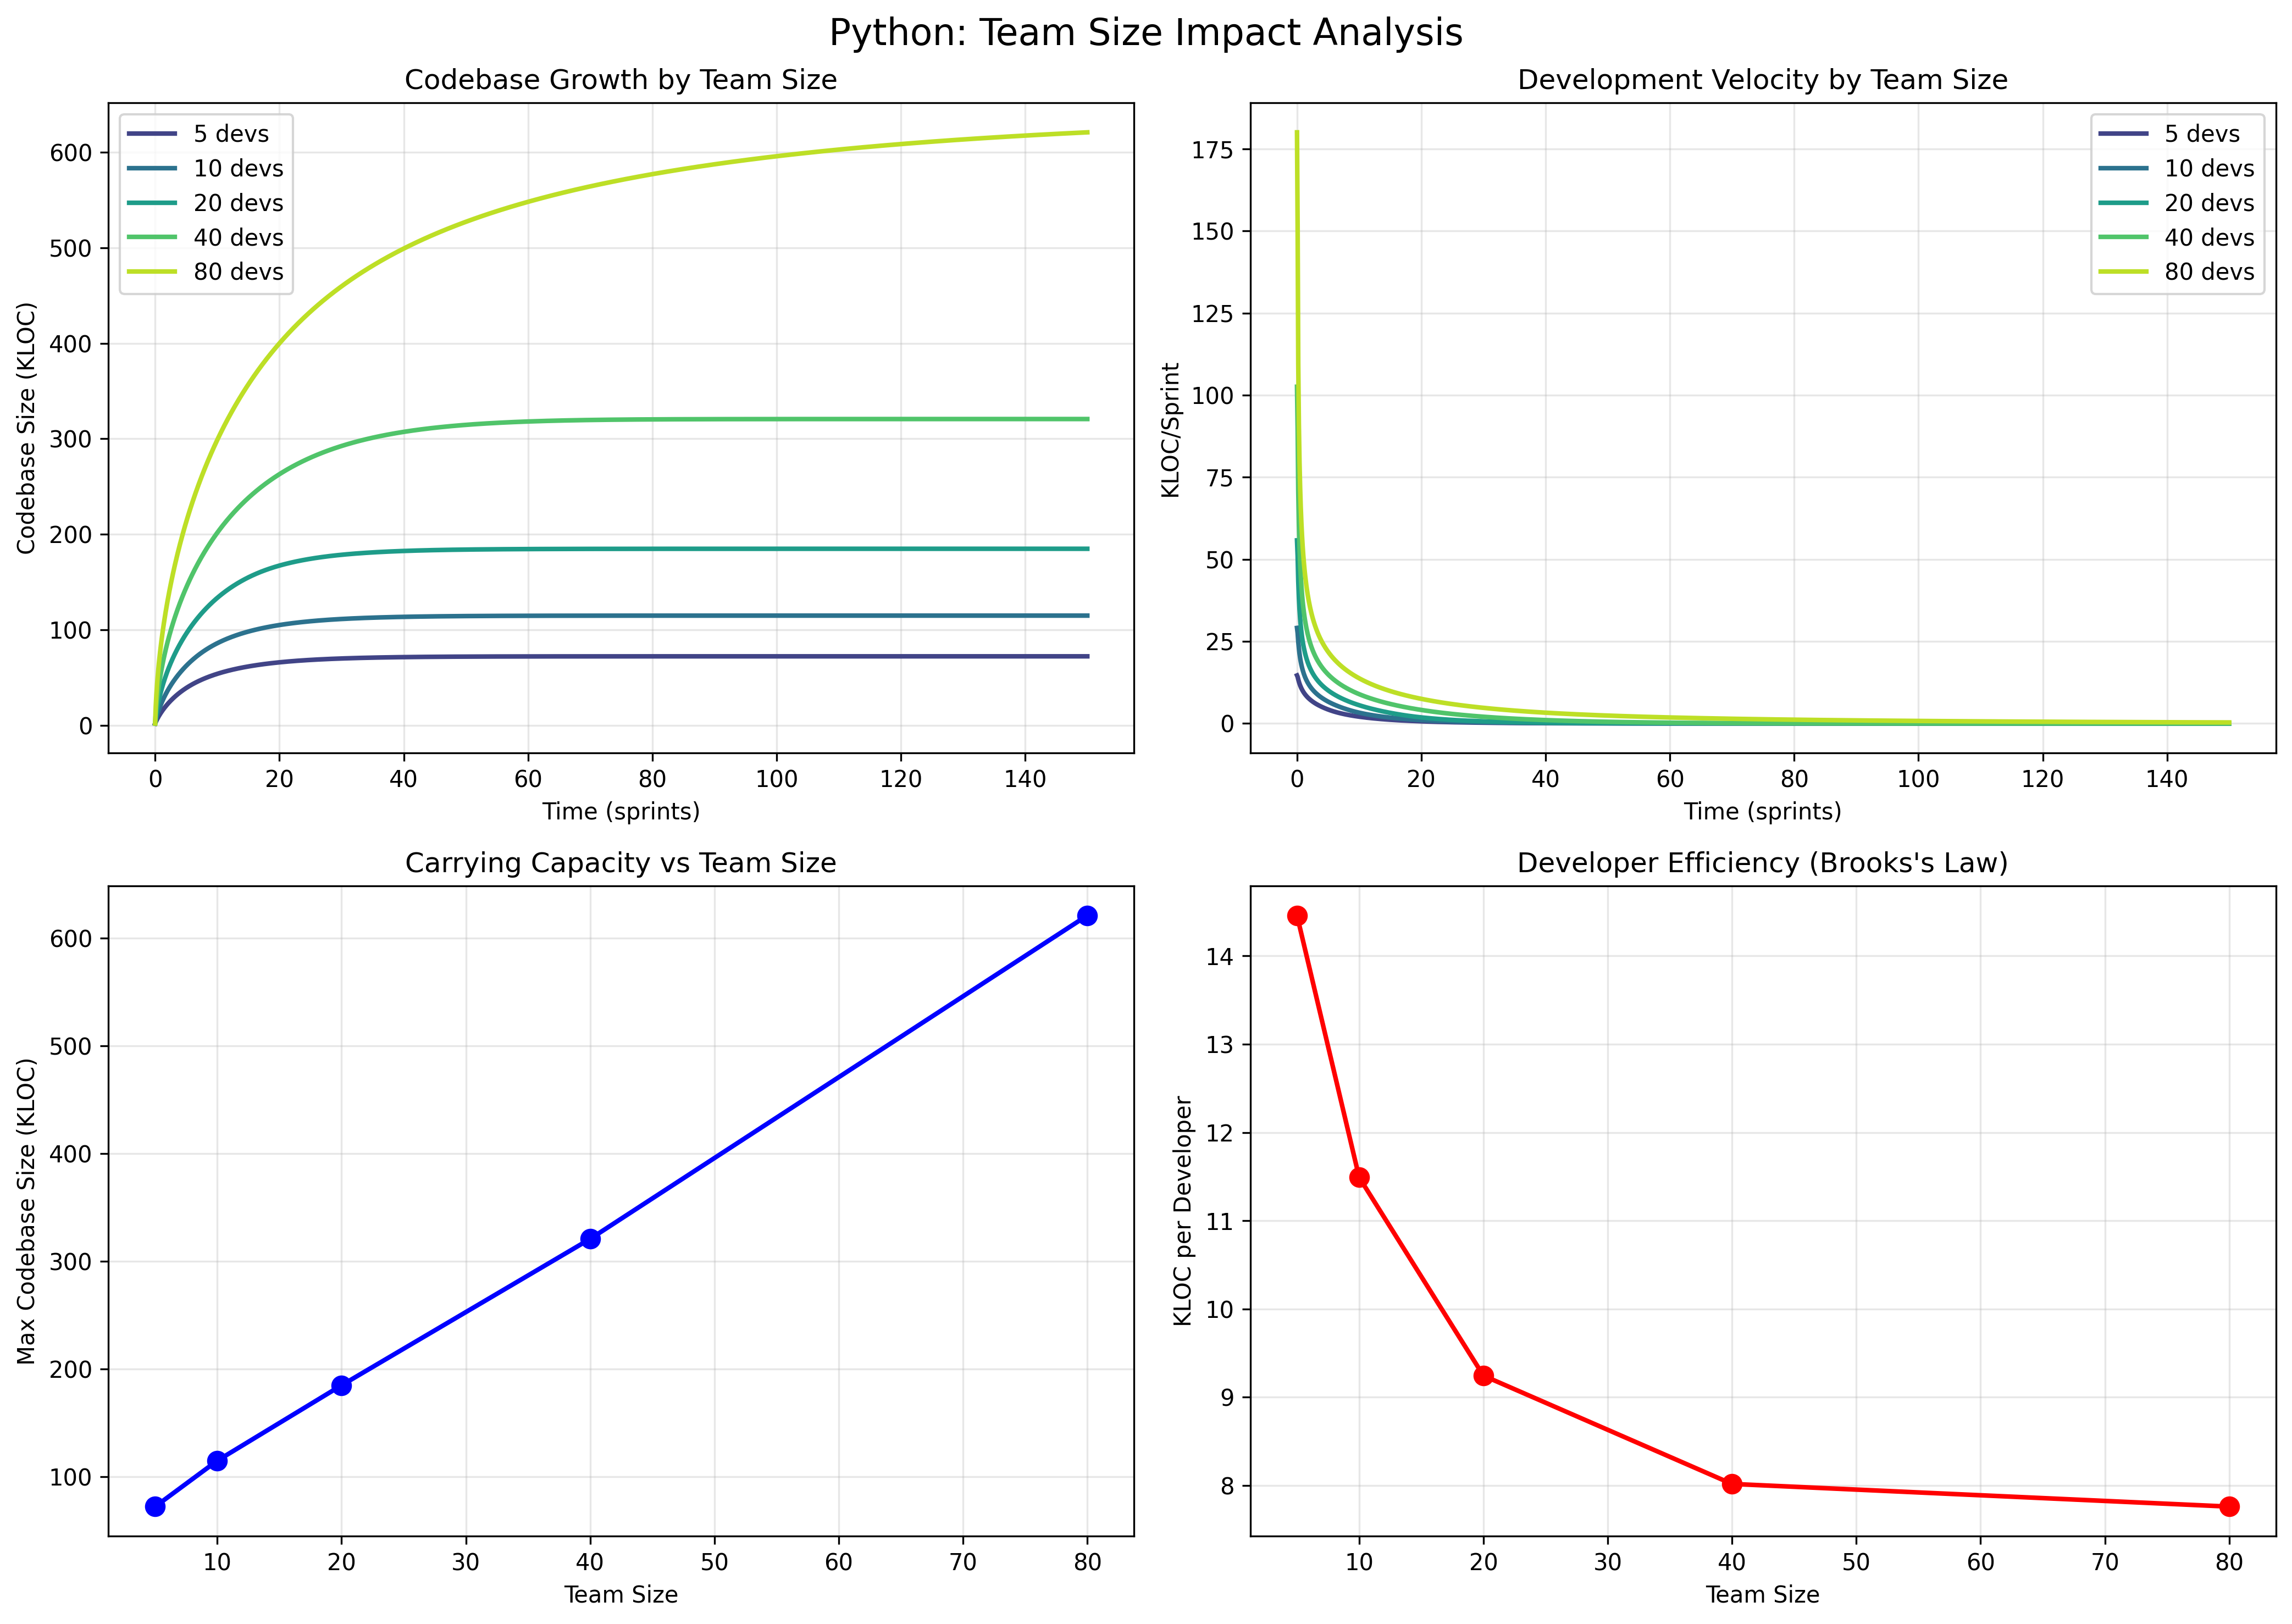 Python: Team Size Impact Analysis
Codebase Growth by Team Size
Codebase Size (KLOC)
600
500
400
300
200
100
0
5 devs
10 devs
20 devs
40 devs
80 devs
0 20 40 60 80 100 120 140
Time (sprints)
Development Velocity by Team Size
KLOC/Sprint
175
150
125
100
75
50
25
0
5 devs
10 devs
20 devs
40 devs
80 devs
0 20 40 60 80 100 120 140
Time (sprints)
Carrying Capacity vs Team Size
Max Codebase Size (KLOC)
600
500
400
300
200
100
10 20 30 40 50 60 70 80
Team Size
Developer Efficiency (Brooks's Law)
KLOC per Developer
14
13
12
11
10
9
8
10 20 30 40 50 60 70 80
Team Size